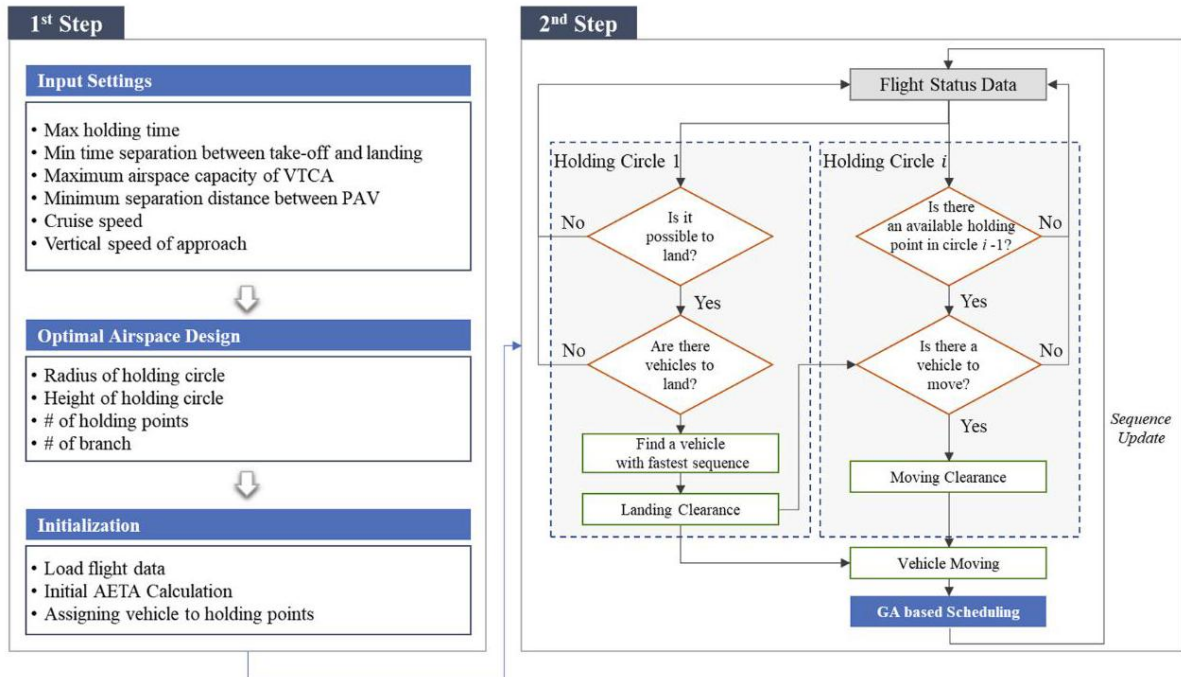 1st Step
Input Settings
• Max holding time
• Min time separation between take-off and landing
• Maximum airspace capacity of VTCA
• Minimum separation distance between PAV
• Cruise speed
• Vertical speed of approach
Optimal Airspace Design
• Radius of holding circle
• Height of holding circle
• # of holding points
• # of branch
Initialization
• Load flight data
• Initial AETA Calculation
• Assigning vehicle to holding points
2nd Step
Flight Status Data
Holding Circle 1
Is it
possible to
land?
No
Yes
Are there
vehicles to
land?
No
Find a vehicle
with fastest sequence
Landing Clearance
Holding Circle i
Is there
an available holding
point in circle i -1?
No
Yes
Is there a
vehicle to
move?
No
Yes
Moving Clearance
Vehicle Moving
GA based Scheduling
Sequence
Update